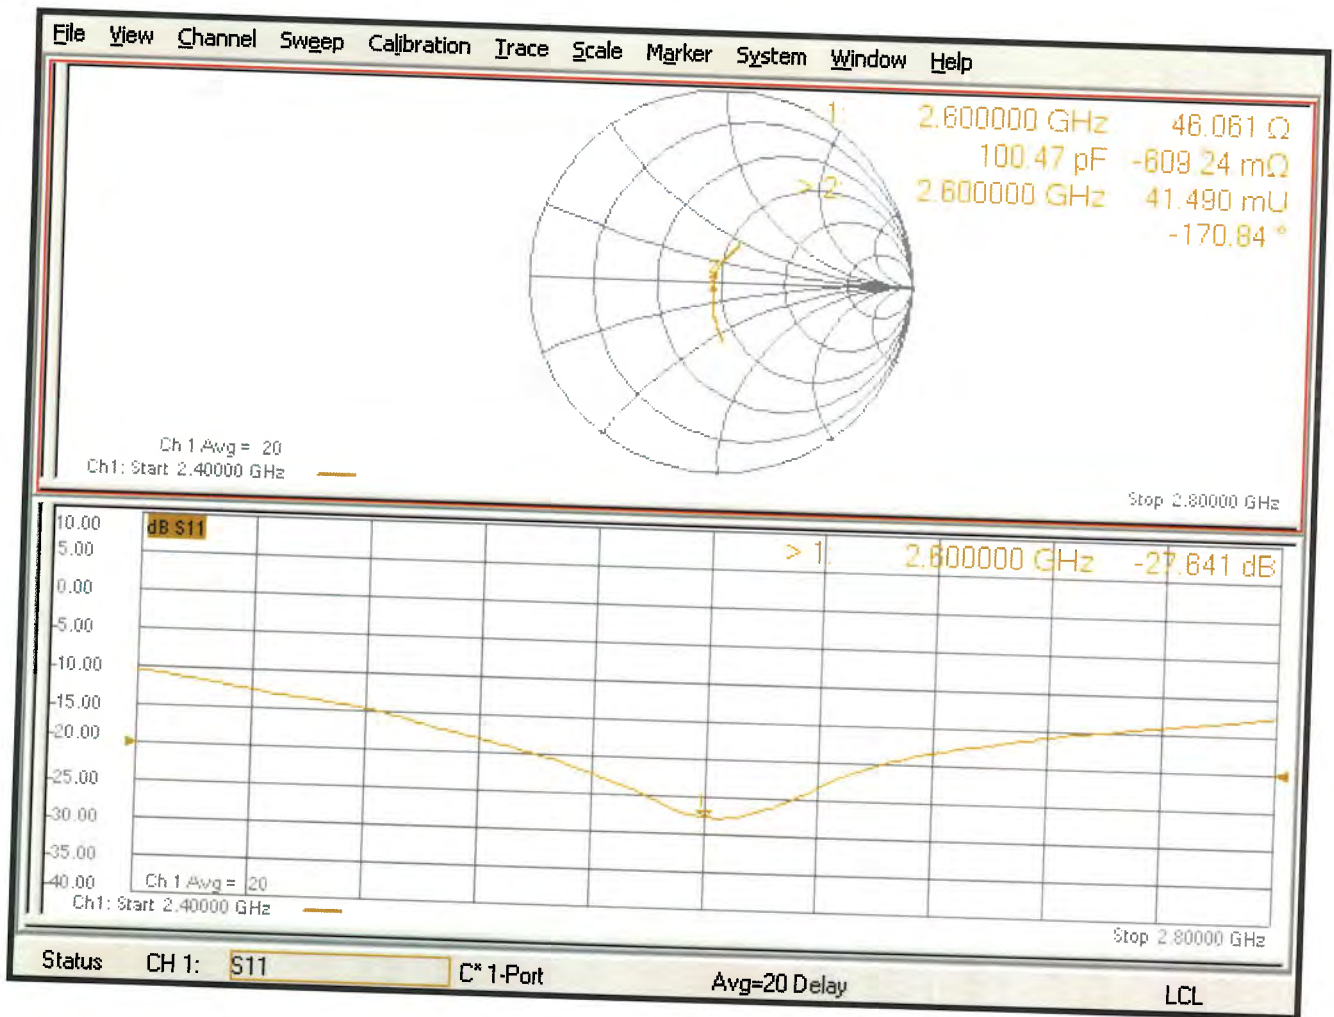 File View Channel Sweep Calibration Trace Scale Marker System Window Help
1: 2.600000 GHz 46.061 Ω
100.47 pF -609.24 mΩ
> 2: 2.600000 GHz 41.490 mU
-170.84 °
2
Ch 1 Avg = 20
Ch1: Start 2.40000 GHz
Stop 2.80000 GHz
10.00
5.00
0.00
-5.00
-10.00
-15.00
-20.00
-25.00
-30.00
-35.00
-40.00
dB S11
> 1: 2.600000 GHz -27.641 dB
1
Ch 1 Avg = 20
Ch1: Start 2.40000 GHz
Stop 2.80000 GHz
Status CH 1: S11 C* 1-Port Avg=20 Delay LCL